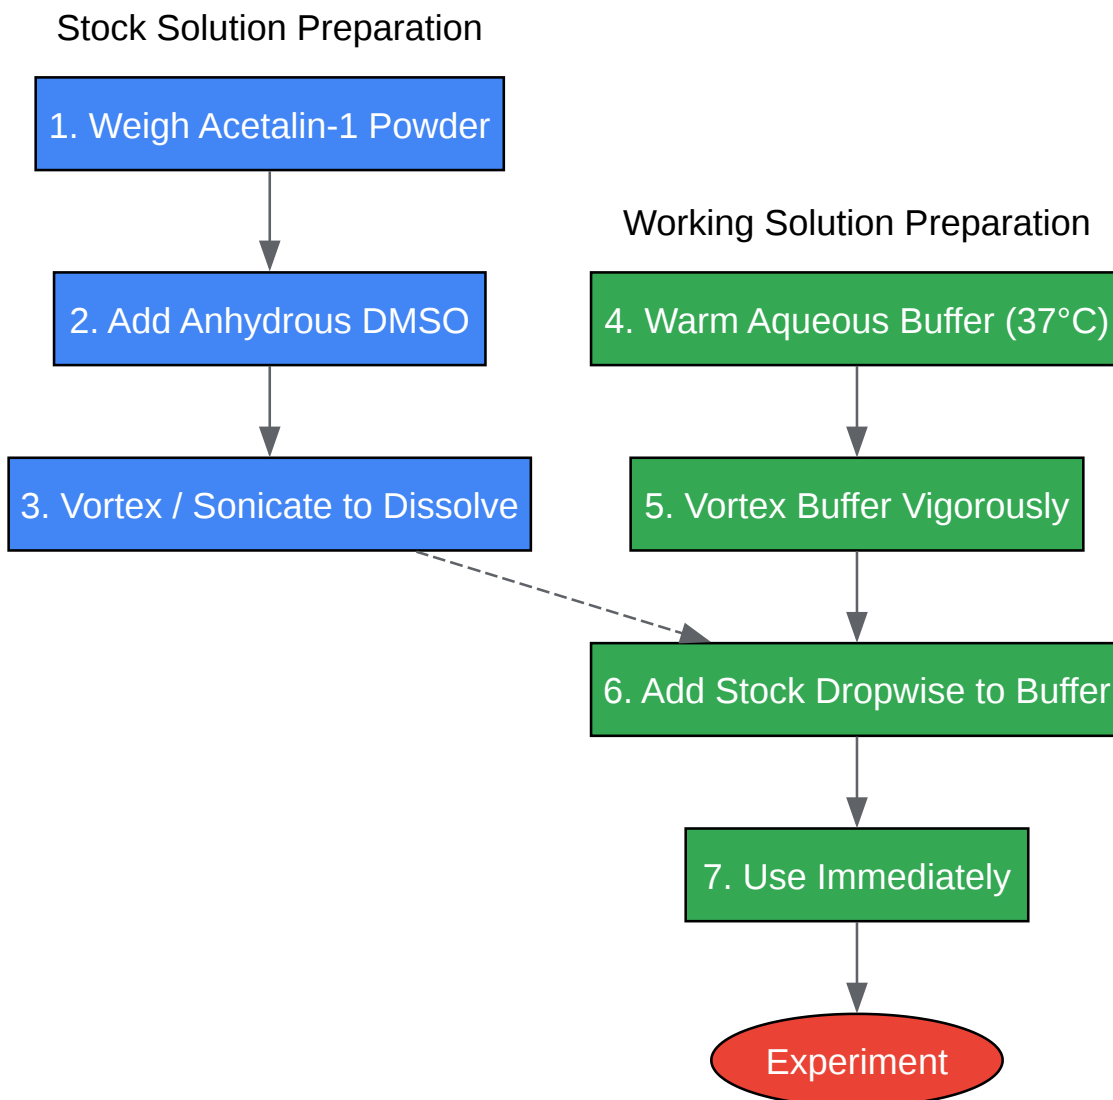 Stock Solution Preparation
1. Weigh Acetalin-1 Powder
2. Add Anhydrous DMSO
3. Vortex / Sonicate to Dissolve
Working Solution Preparation
4. Warm Aqueous Buffer (37°C)
5. Vortex Buffer Vigorously
6. Add Stock Dropwise to Buffer
7. Use Immediately
Experiment